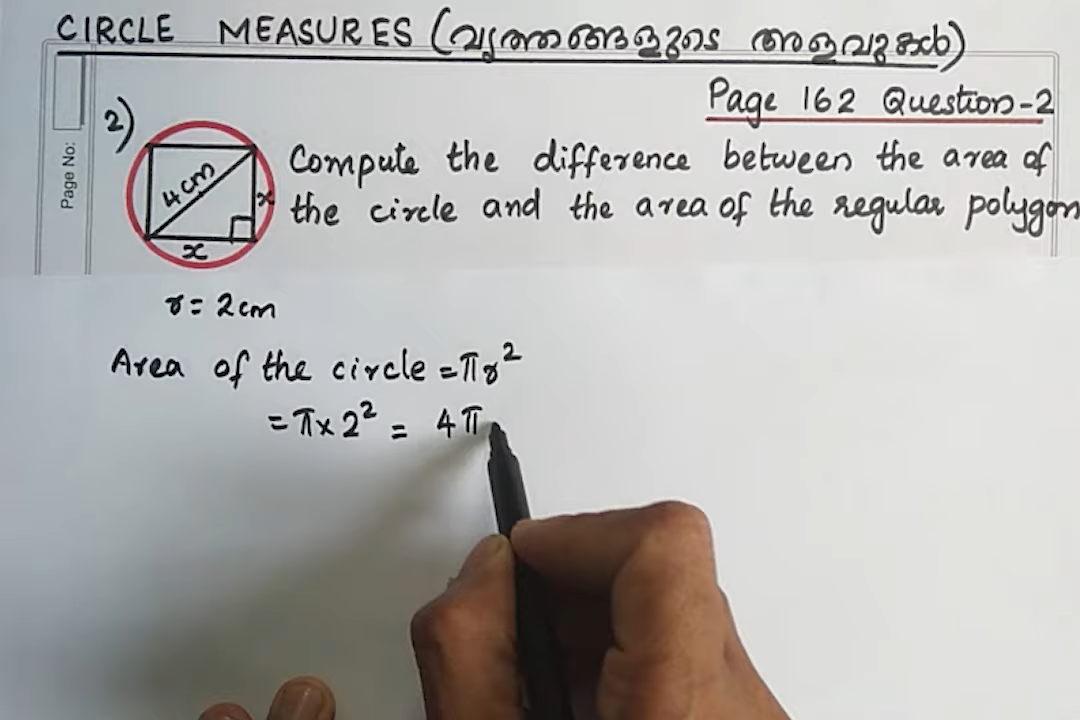 CIRCLE MEASURES (വൃത്തങ്ങളുടെ അളവുകൾ)
Page 162 Question-2
Page No:
2)
4cm
x
x
Compute the difference between the area of
the circle and the area of the regular polygon
r = 2cm
Area of the circle = πr²
= π × 2² = 4π